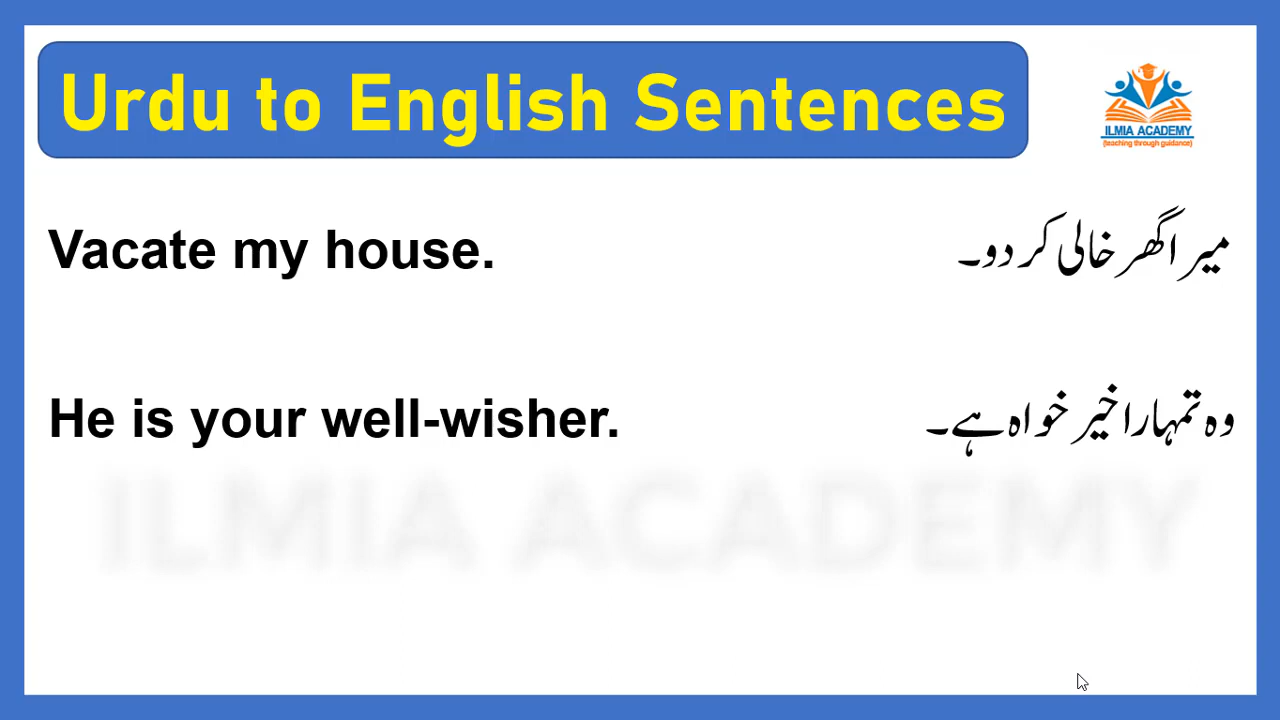 Urdu to English Sentences
ILMIA ACADEMY
(teaching through guidance)
Vacate my house.
میرا گھر خالی کر دو۔
He is your well-wisher.
وہ تمہارا خیر خواہ ہے۔
ILMIA ACADEMY